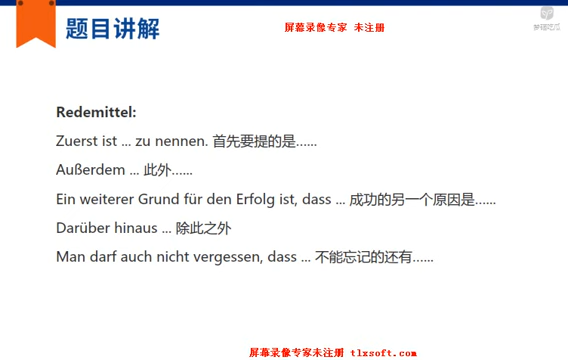 题目讲解
屏幕录像专家 未注册
Redemittel:
Zuerst ist ... zu nennen. 首先要提的是……
Außerdem ... 此外……
Ein weiterer Grund für den Erfolg ist, dass ... 成功的另一个原因是……
Darüber hinaus ... 除此之外
Man darf auch nicht vergessen, dass ... 不能忘记的还有……
屏幕录像专家未注册 tlxsoft.com